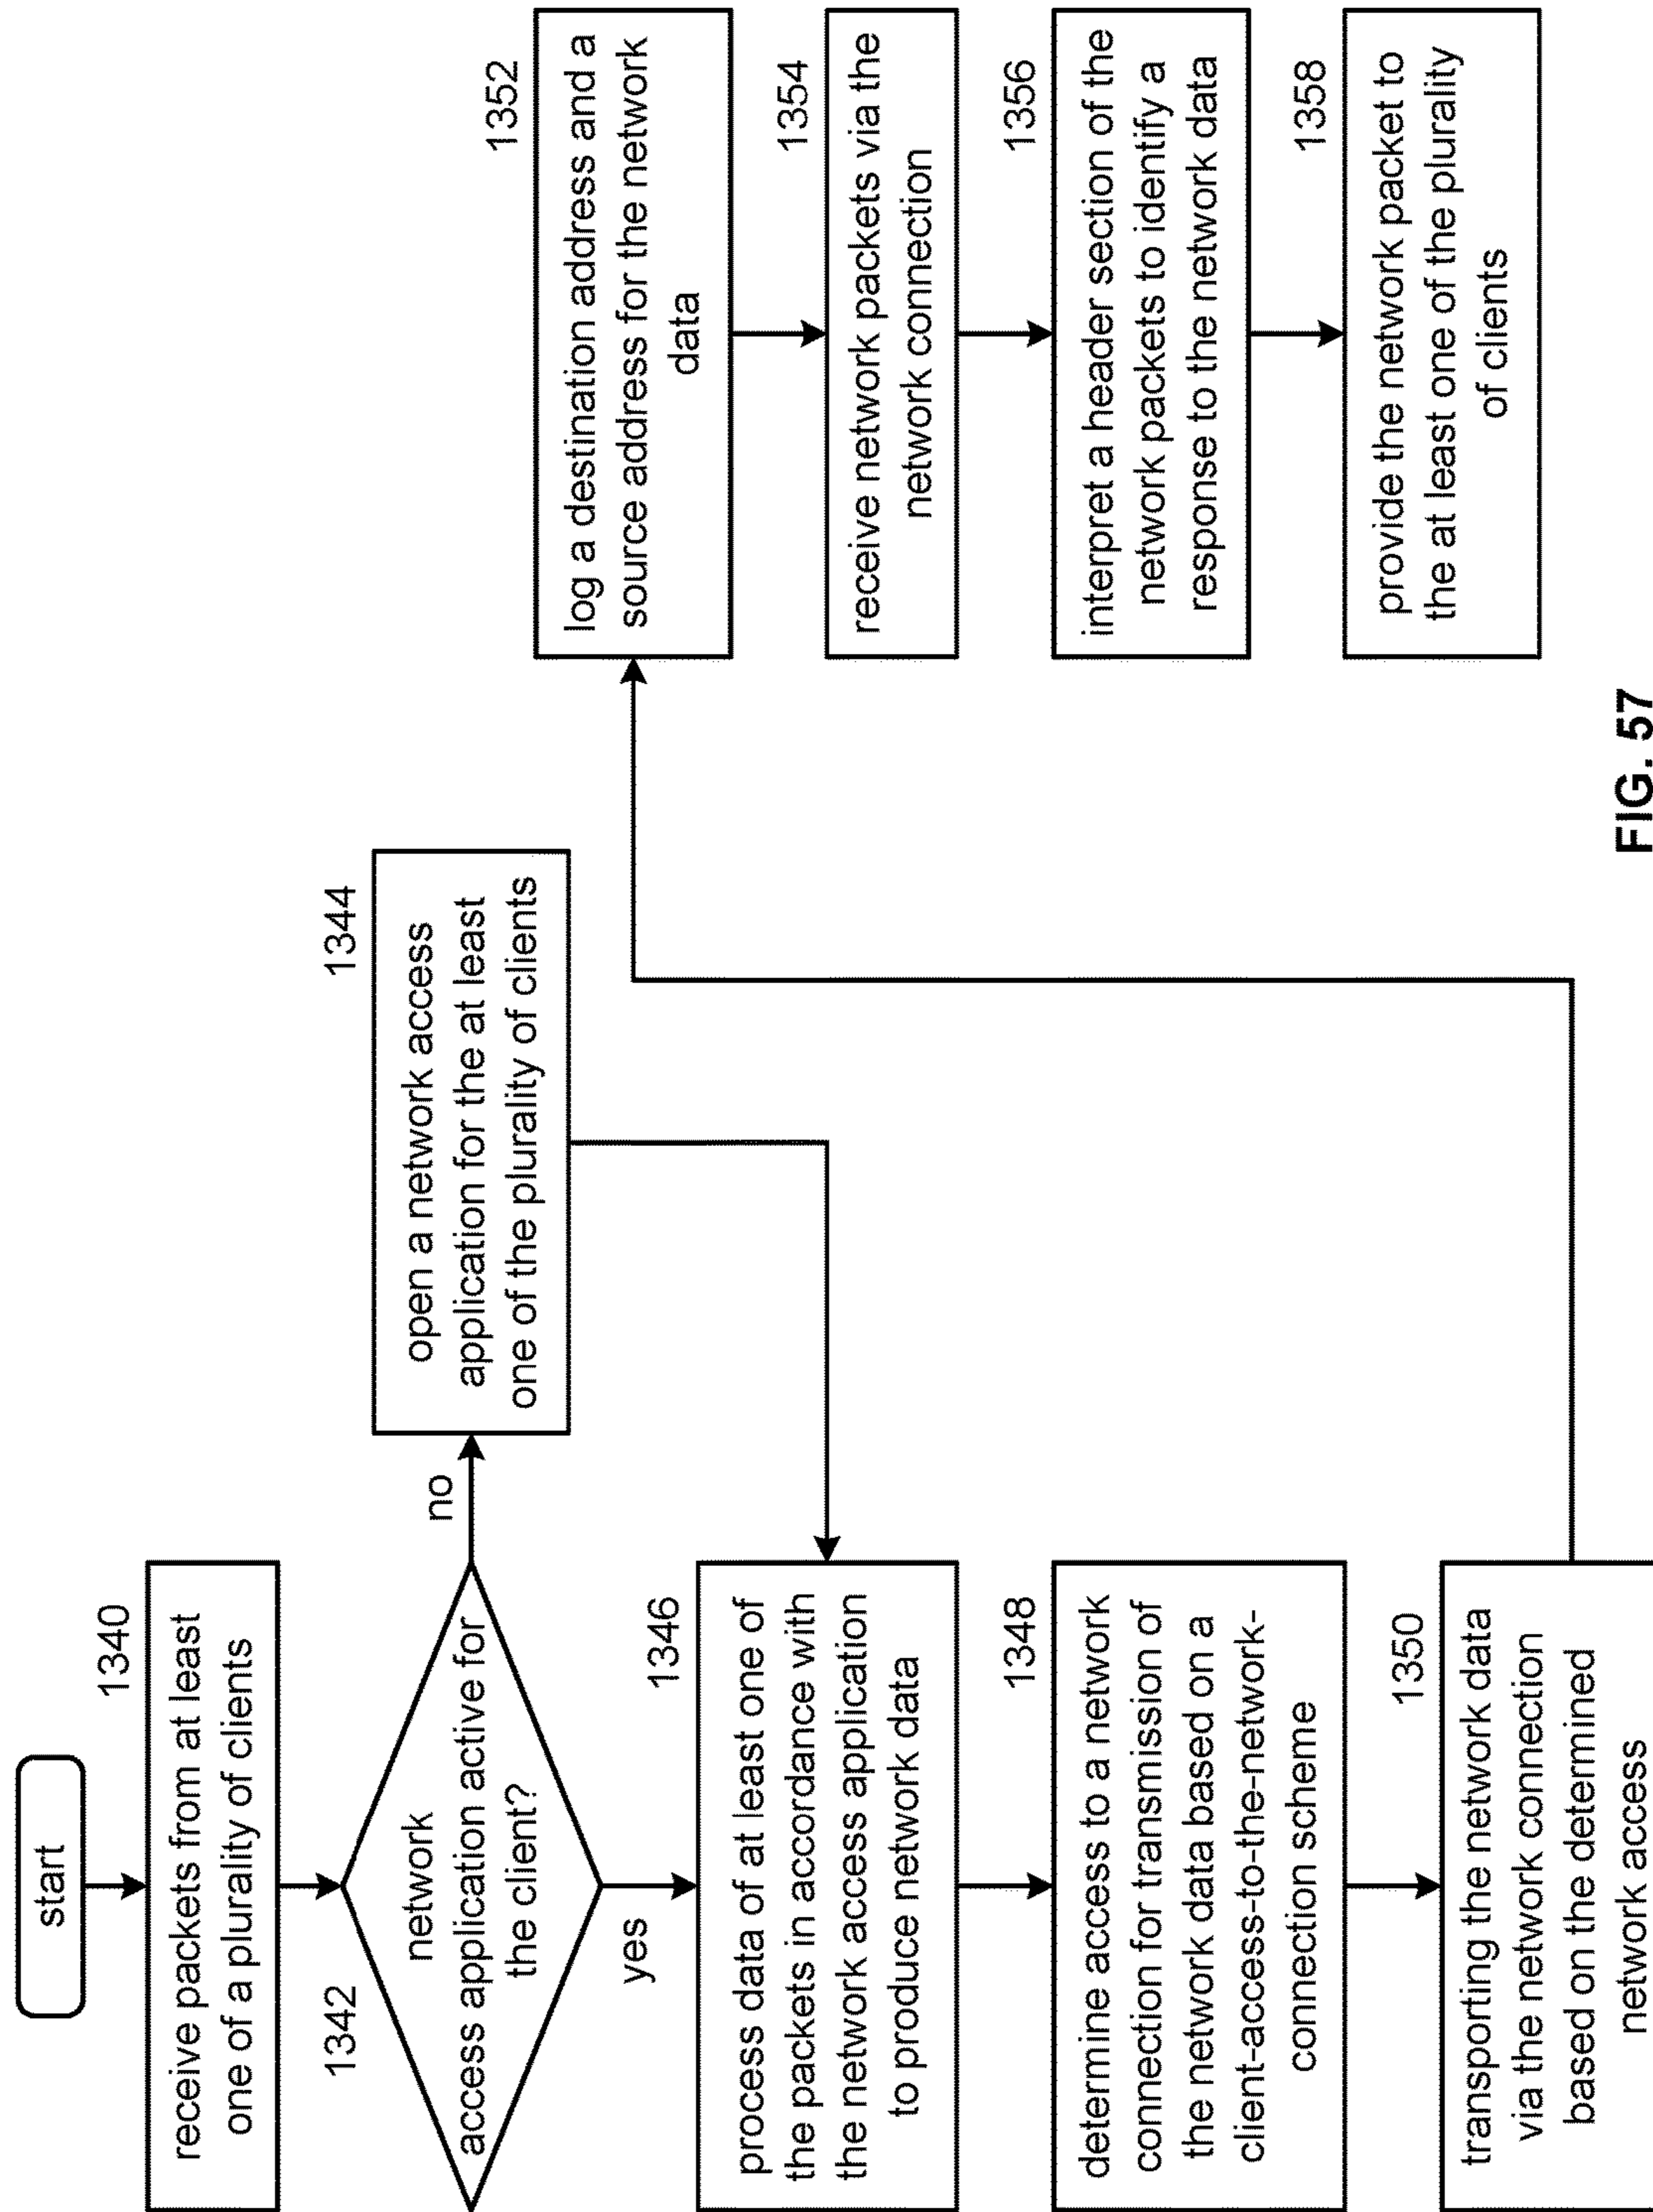 start
1340
receive packets from at least
one of a plurality of clients
1342
network
access application active for
the client?
no
yes
1344
open a network access
application for the at least
one of the plurality of clients
1346
process data of at least one of
the packets in accordance with
the network access application
to produce network data
1348
determine access to a network
connection for transmission of
the network data based on a
client-access-to-the-network-
connection scheme
1350
transporting the network data
via the network connection
based on the determined
network access
1352
log a destination address and a
source address for the network
data
1354
receive network packets via the
network connection
1356
interpret a header section of the
network packets to identify a
response to the network data
1358
provide the network packet to
the at least one of the plurality
of clients
FIG. 57